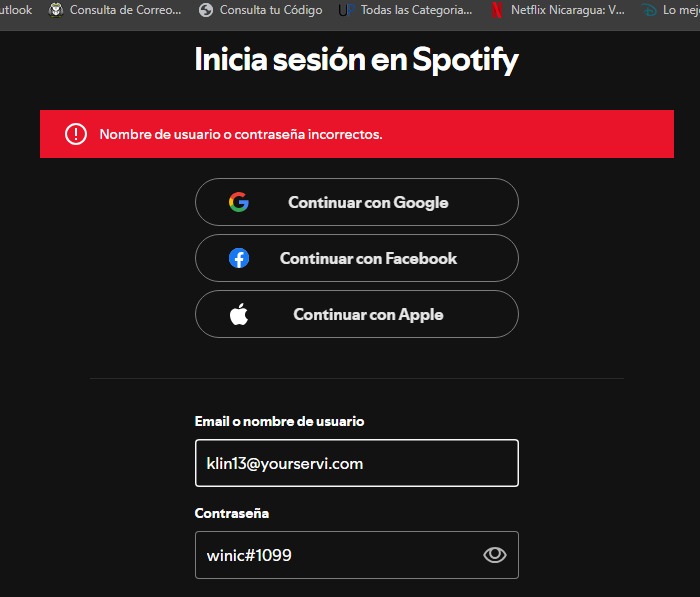 utlook Consulta de Correo... Consulta tu Código Todas las Categoria... Netflix Nicaragua: V... Lo mej
Inicia sesión en Spotify
Nombre de usuario o contraseña incorrectos.
Continuar con Google
Continuar con Facebook
Continuar con Apple
Email o nombre de usuario
klin13@yourservi.com
Contraseña
winic#1099